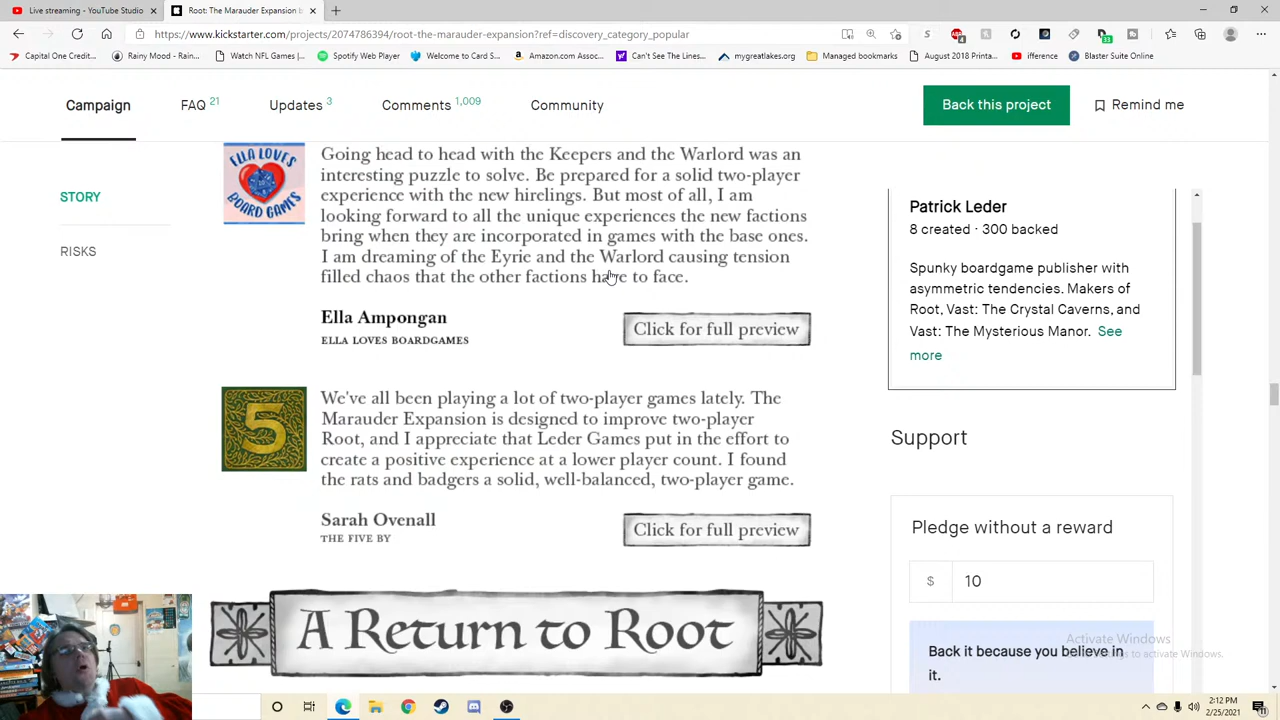 Live streaming - YouTube Studio
Root: The Marauder Expansion b
https://www.kickstarter.com/projects/2074786394/root-the-marauder-expansion?ref=discovery_category_popular
Capital One Credit...
Rainy Mood - Rain...
Watch NFL Games |...
Spotify Web Player
Welcome to Card S...
Amazon.com Assoc...
Can't See The Lines...
mygreatlakes.org
Managed bookmarks
August 2018 Printa...
ifference
Blaster Suite Online
Campaign
FAQ 21
Updates 3
Comments 1,009
Community
Back this project
Remind me
STORY
RISKS
ELLA LOVES
BOARD GAMES
Going head to head with the Keepers and the Warlord was an
interesting puzzle to solve. Be prepared for a solid two-player
experience with the new hirelings. But most of all, I am
looking forward to all the unique experiences the new factions
bring when they are incorporated in games with the base ones.
I am dreaming of the Eyrie and the Warlord causing tension
filled chaos that the other factions have to face.
Ella Ampongan
ELLA LOVES BOARDGAMES
Click for full preview
5
We've all been playing a lot of two-player games lately. The
Marauder Expansion is designed to improve two-player
Root, and I appreciate that Leder Games put in the effort to
create a positive experience at a lower player count. I found
the rats and badgers a solid, well-balanced, two-player game.
Sarah Ovenall
THE FIVE BY
Click for full preview
A Return to Root
Patrick Leder
8 created · 300 backed
Spunky boardgame publisher with
asymmetric tendencies. Makers of
Root, Vast: The Crystal Caverns, and
Vast: The Mysterious Manor. See
more
Support
Pledge without a reward
$ 10
Back it because you believe in
it.
Activate Windows
to activate Windows.
2:12 PM
2/25/2021